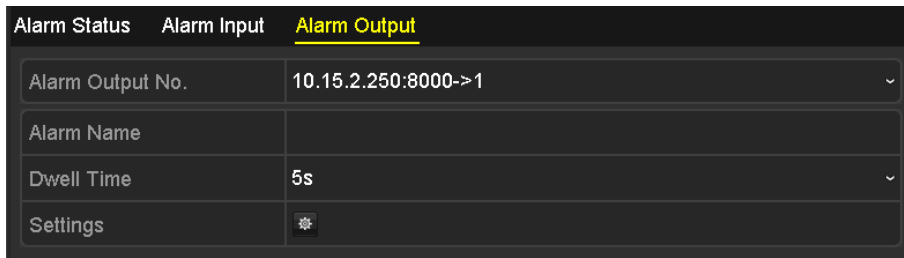 Alarm Status Alarm Input Alarm Output
Alarm Output No. 10.15.2.250:8000->1
Alarm Name
Dwell Time 5s
Settings